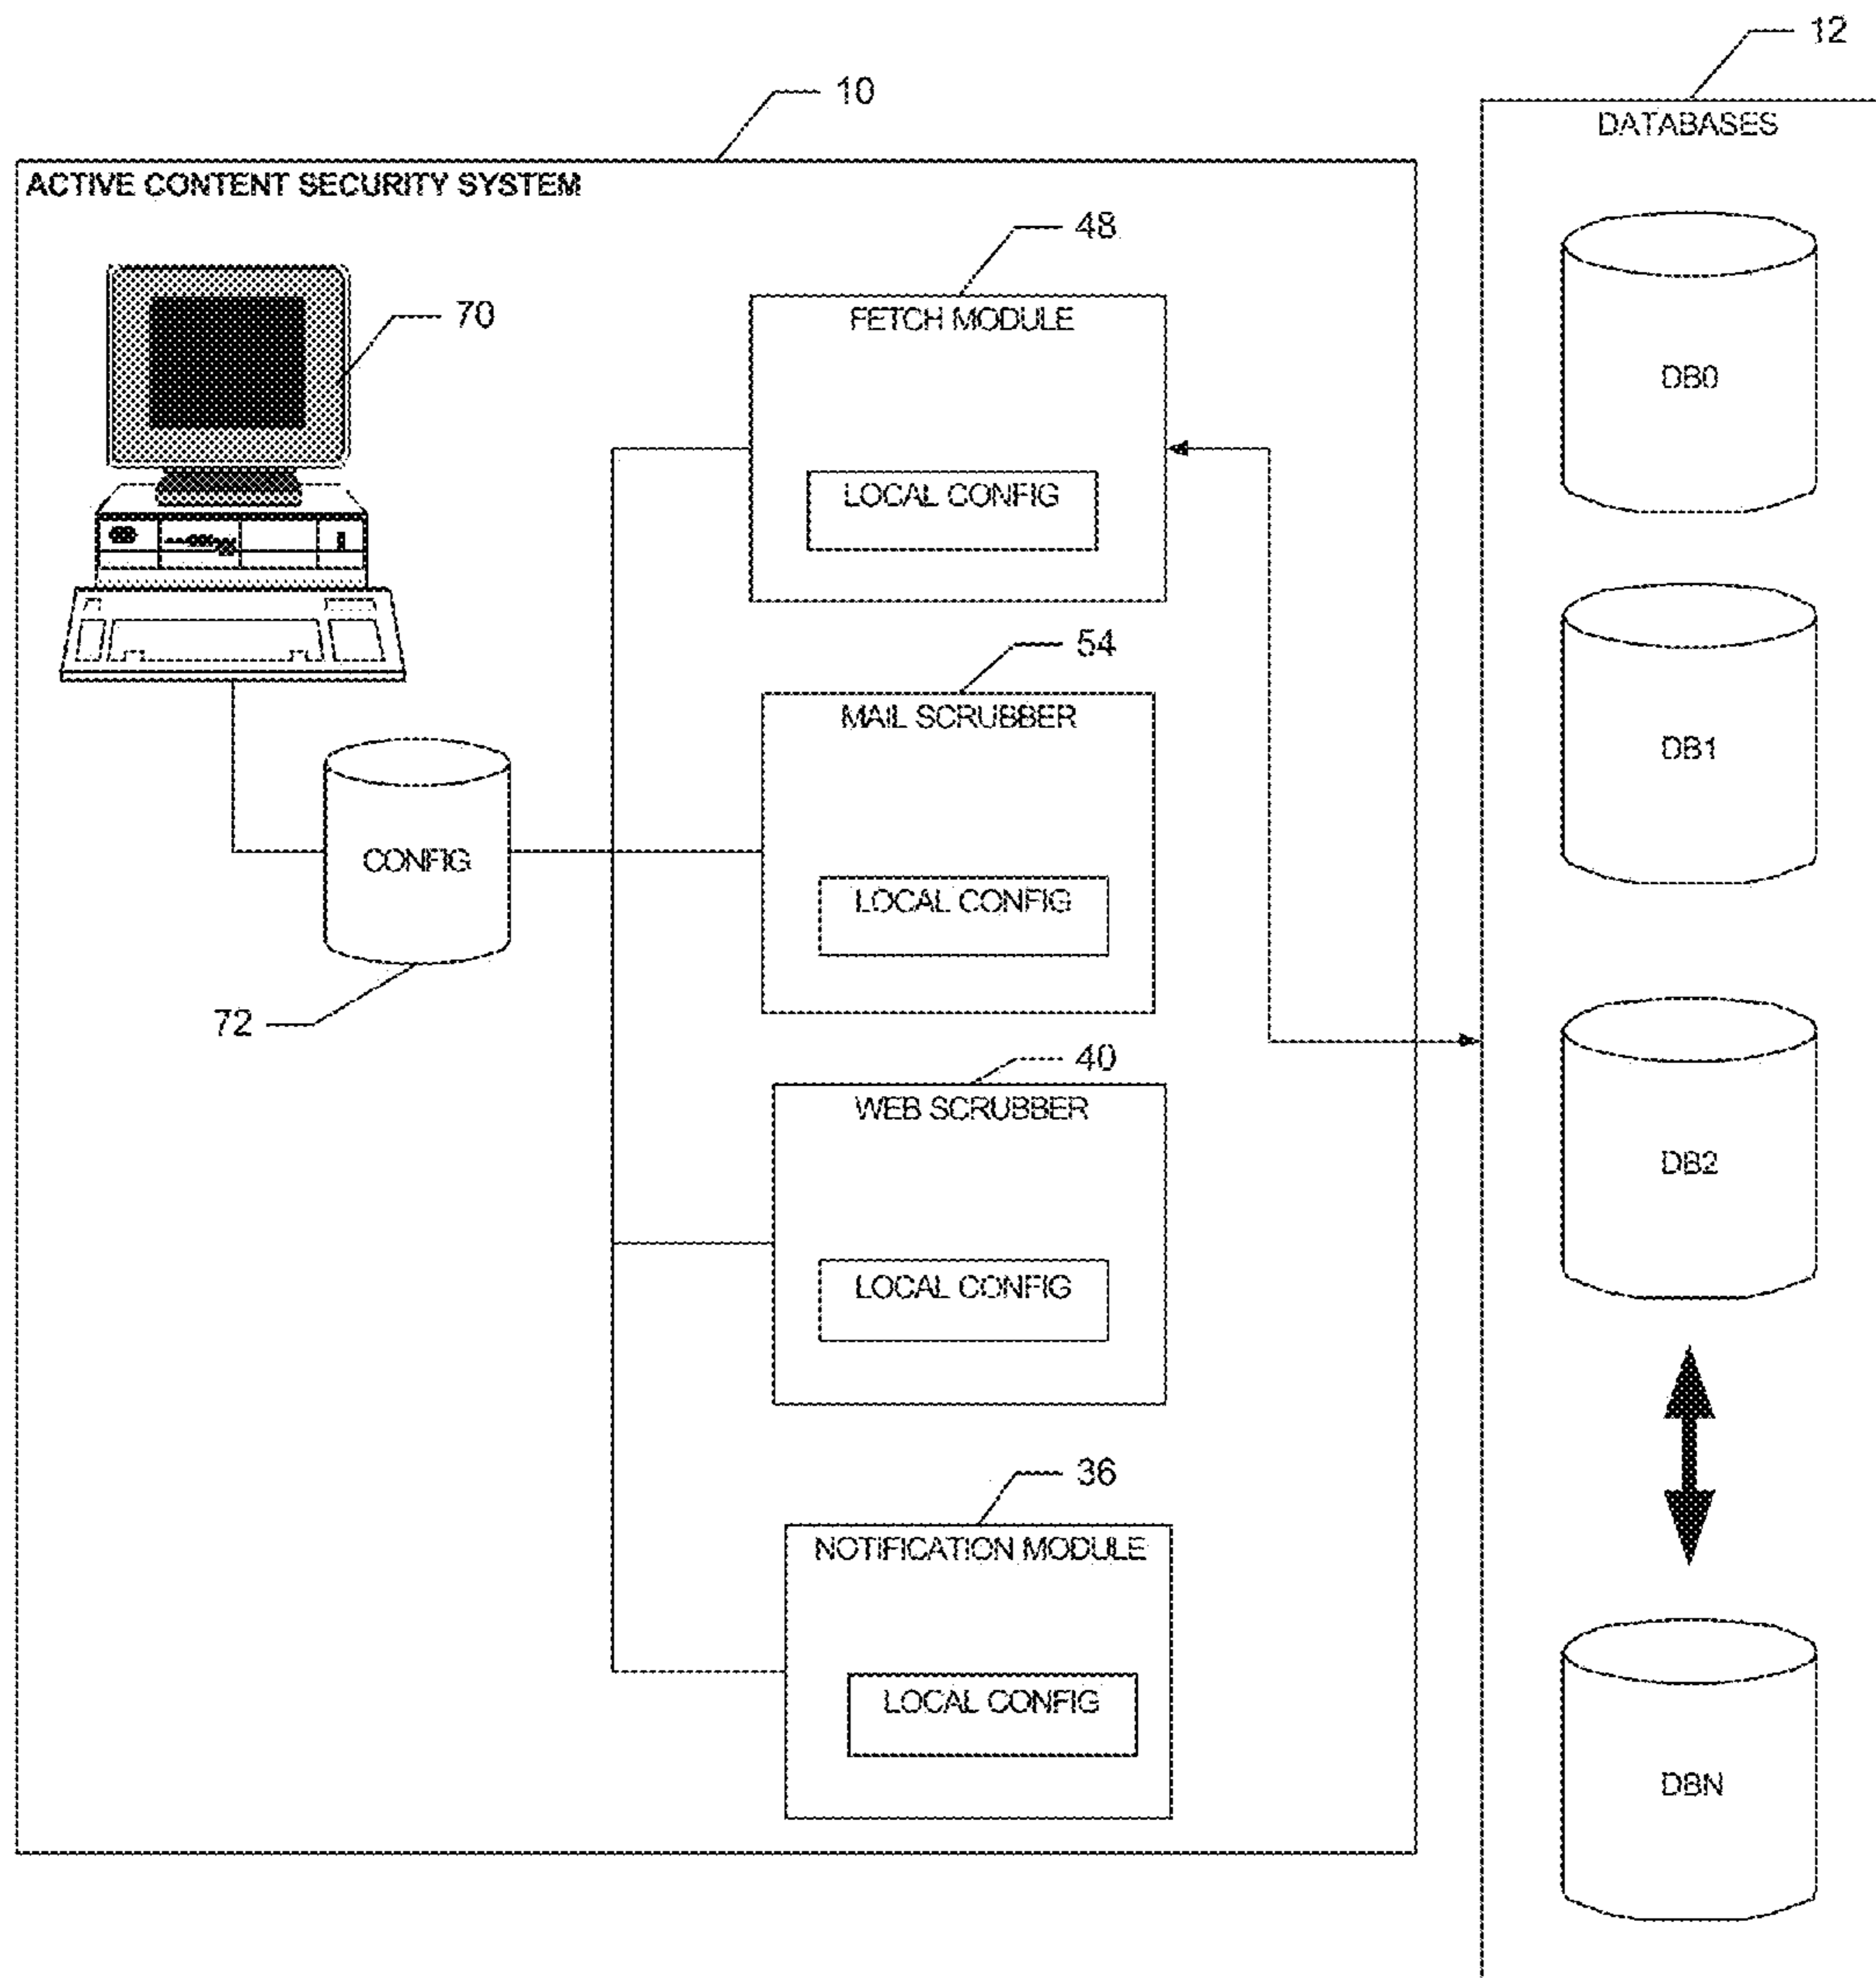 12
10
DATABASES
ACTIVE CONTENT SECURITY SYSTEM
48
70
FETCH MODULE
DB0
LOCAL CONFIG
54
MAIL SCRUBBER
DB1
CONFIG
LOCAL CONFIG
72
40
WEB SCRUBBER
DB2
LOCAL CONFIG
36
NOTIFICATION MODULE
LOCAL CONFIG
DBN